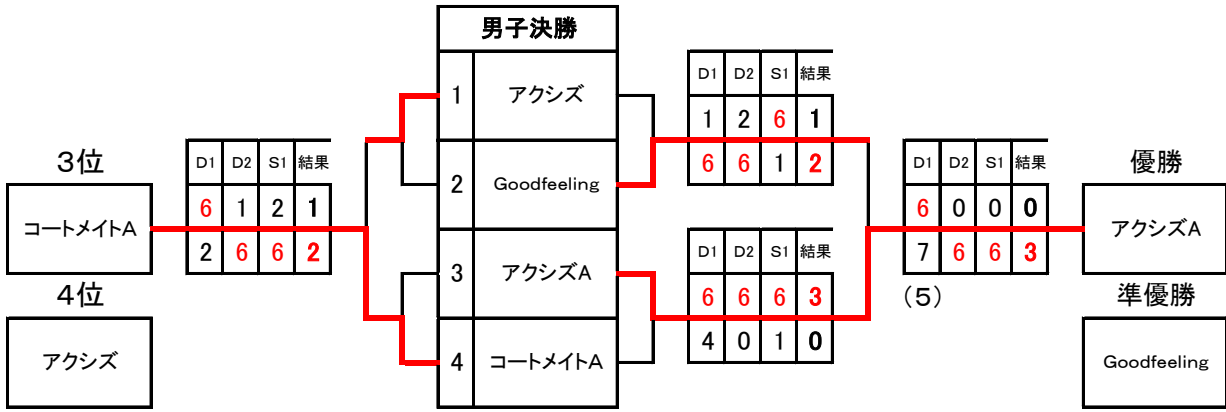 男子決勝
1 アクシズ
2 Goodfeeling
3 アクシズA
4 コートメイトA
3位
コートメイトA
4位
アクシズ
D1 D2 S1 結果
6 1 2 1
2 6 6 2
D1 D2 S1 結果
1 2 6 1
6 6 1 2
D1 D2 S1 結果
6 6 6 3
4 0 1 0
D1 D2 S1 結果
6 0 0 0
7 6 6 3
(5)
優勝
アクシズA
準優勝
Goodfeeling